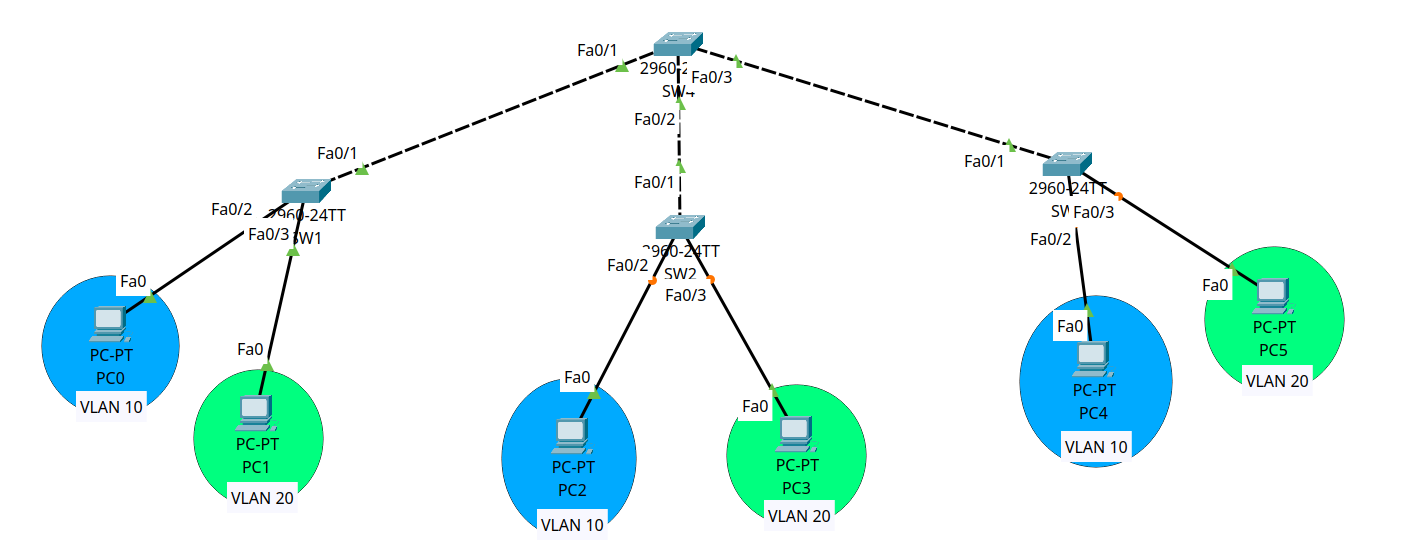 Fa0/1
2960-2
SW4
Fa0/3
Fa0/2
Fa0/1
Fa0/1
Fa0/1
2960-24TT
SW1
Fa0/2
Fa0/3
2960-24TT
SW2
Fa0/2
Fa0/3
2960-24TT
SW
Fa0/3
Fa0/2
Fa0
PC-PT
PC0
VLAN 10
Fa0
PC-PT
PC1
VLAN 20
Fa0
PC-PT
PC2
VLAN 10
Fa0
PC-PT
PC3
VLAN 20
Fa0
PC-PT
PC4
VLAN 10
Fa0
PC-PT
PC5
VLAN 20